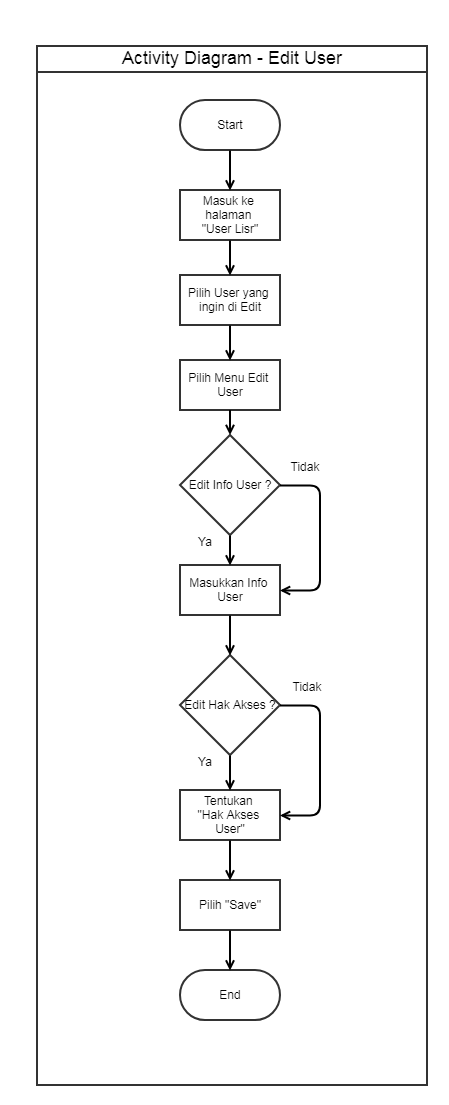 Activity Diagram - Edit User
Start
Masuk ke
halaman
"User Lisr"
Pilih User yang
ingin di Edit
Pilih Menu Edit
User
Edit Info User ?
Tidak
Ya
Masukkan Info
User
Edit Hak Akses ?
Tidak
Ya
Tentukan
"Hak Akses
User"
Pilih "Save"
End